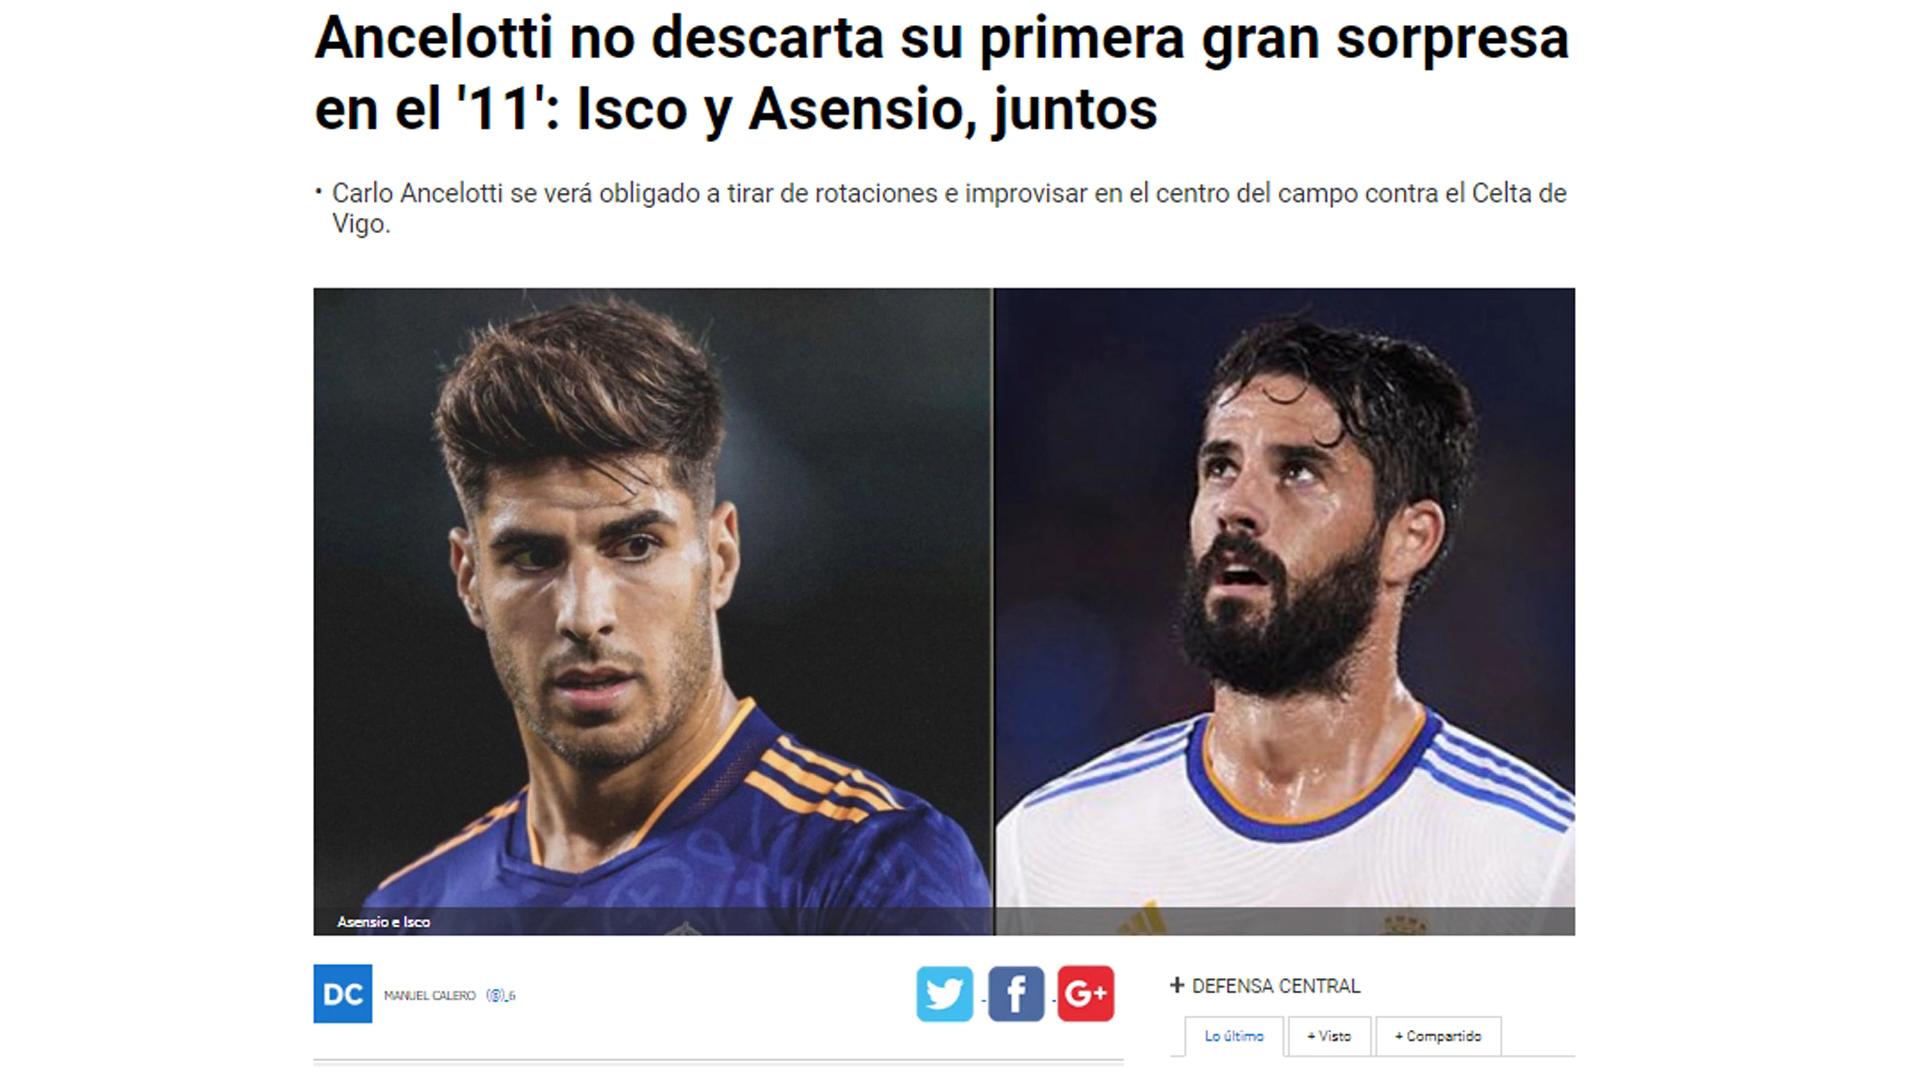 Ancelotti no descarta su primera gran sorpresa
en el '11': Isco y Asensio, juntos
• Carlo Ancelotti se verá obligado a tirar de rotaciones e improvisar en el centro del campo contra el Celta de
Vigo.
Asensio e Isco
DC MANUEL CALERO (@)_6
f G+
+ DEFENSA CENTRAL
Lo último + Visto + Compartido